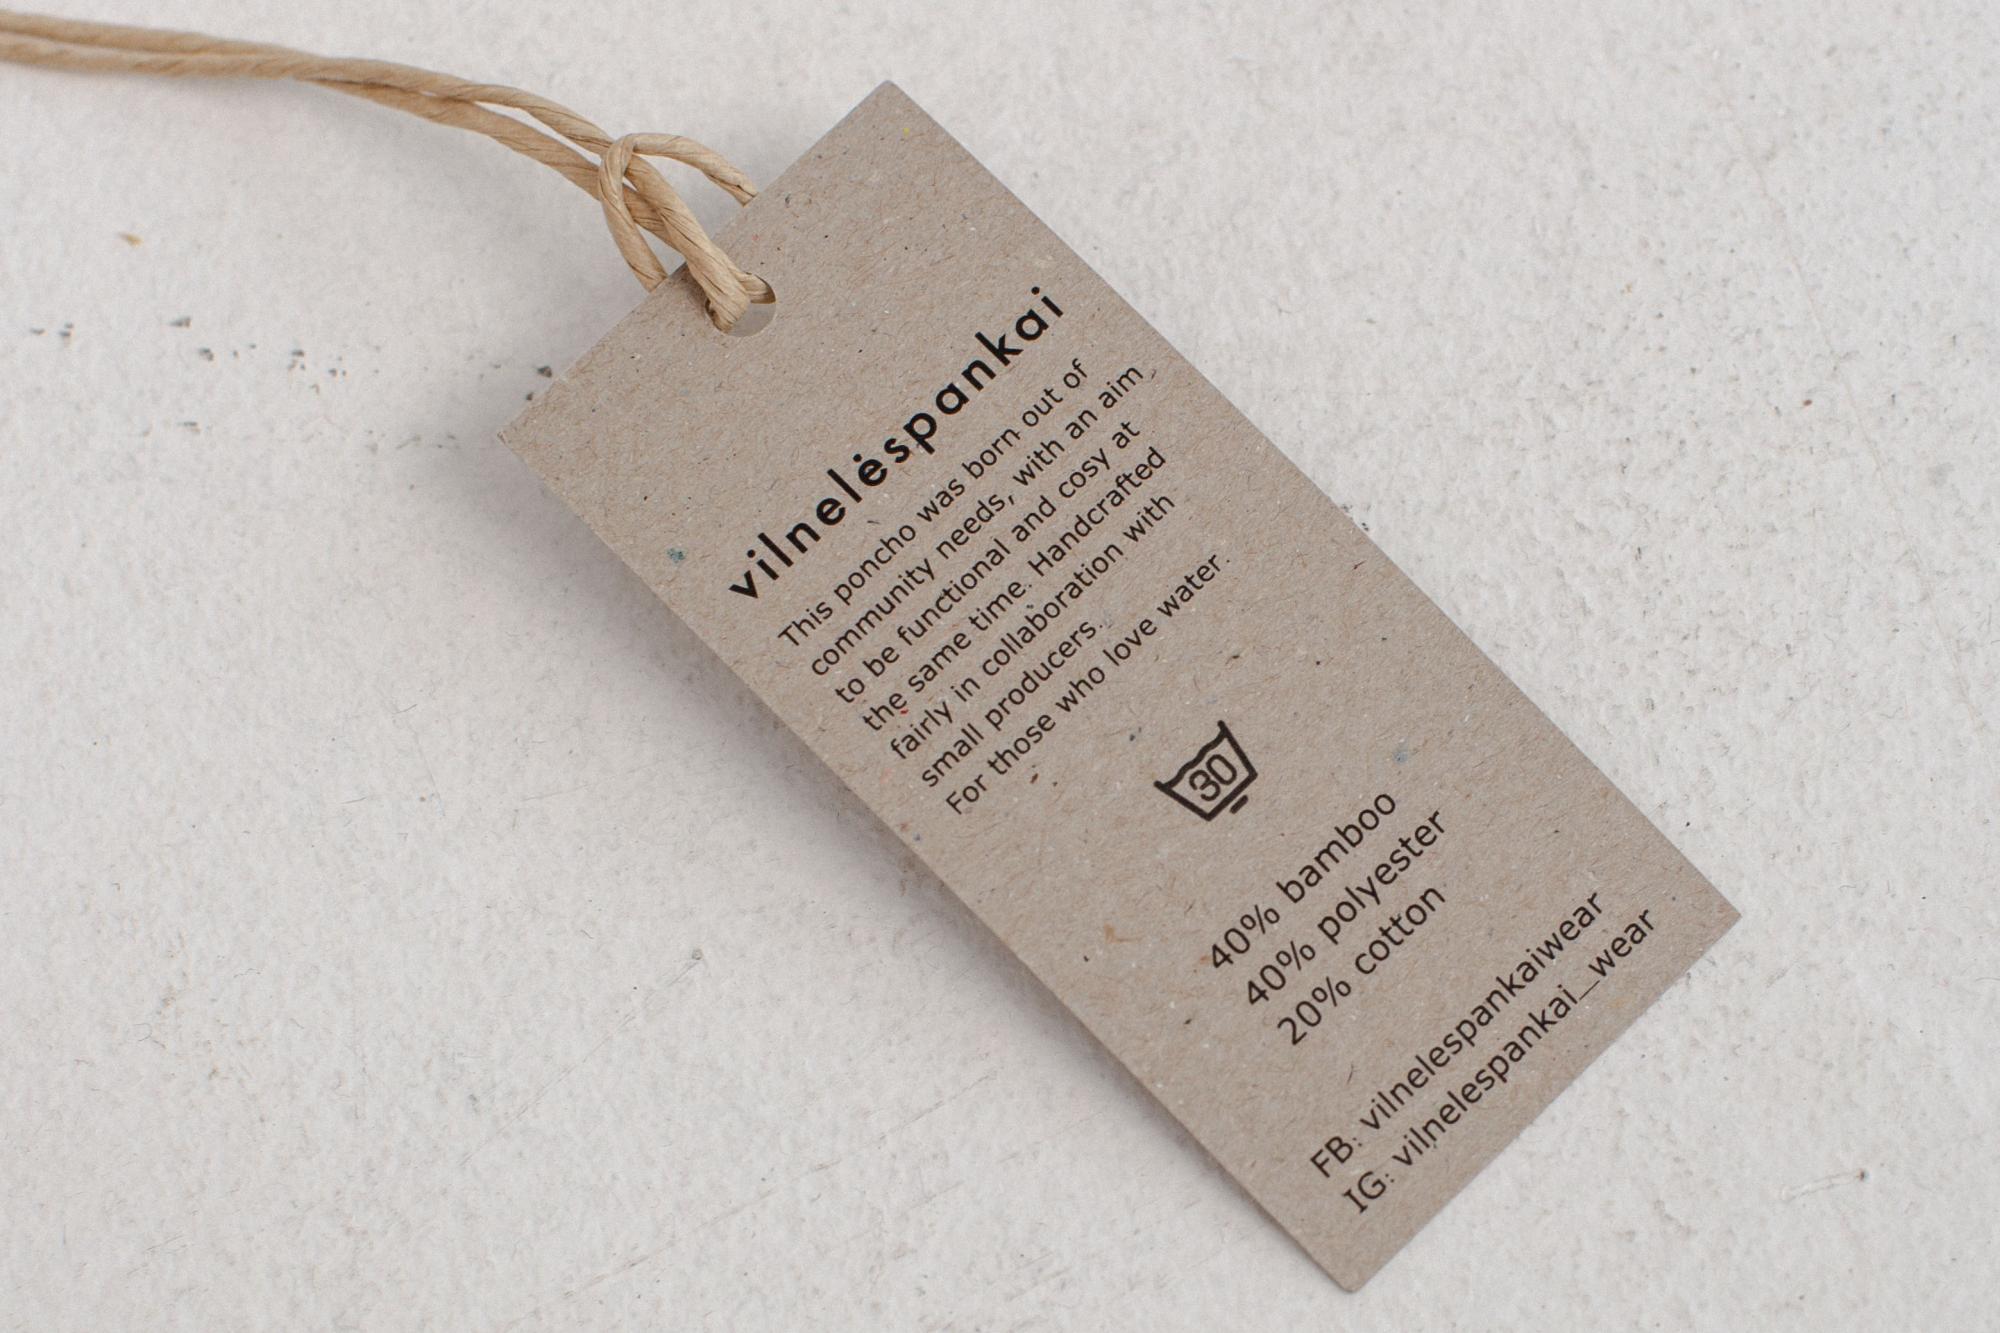 vilnelėspankai
This poncho was born out of
community needs, with an aim
to be functional and cosy at
the same time. Handcrafted
fairly in collaboration with
small producers.
For those who love water.
30
40% bamboo
40% polyester
20% cotton
FB: vilnelespankaiwear
IG: vilnelespankai_wear